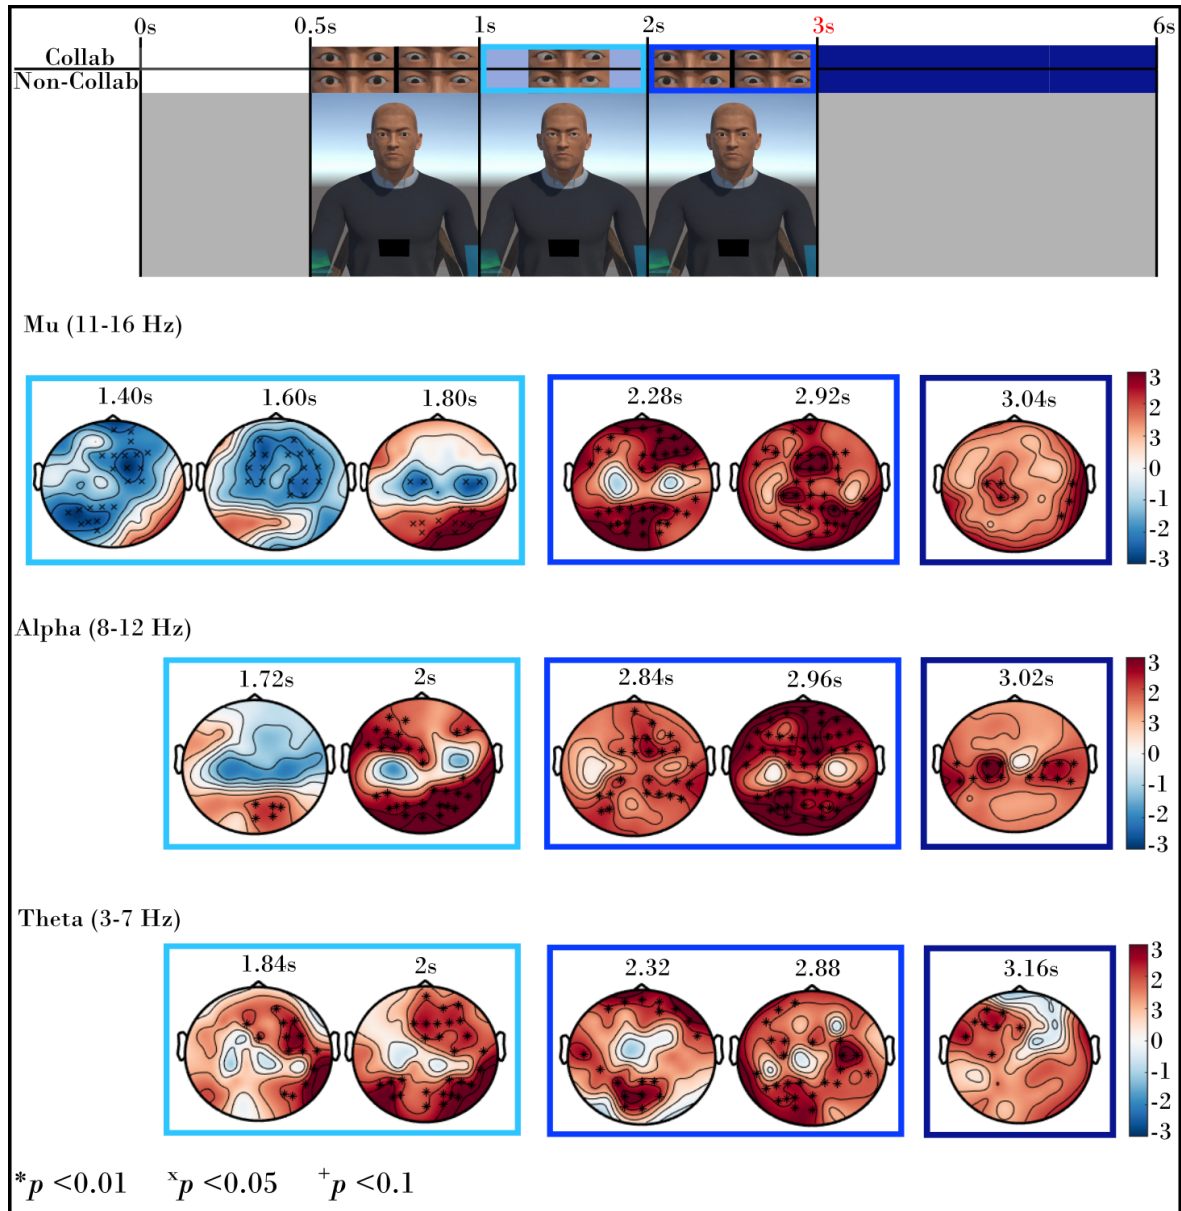 0s 0.5s 1s 2s 3s 6s
Collab
Non-Collab
Mu (11-16 Hz)
1.40s 1.60s 1.80s 2.28s 2.92s 3.04s
3
2
3
0
-1
-2
-3
Alpha (8-12 Hz)
1.72s 2s 2.84s 2.96s 3.02s
3
2
3
0
-1
-2
-3
Theta (3-7 Hz)
1.84s 2s 2.32 2.88 3.16s
3
2
3
0
-1
-2
-3
*p <0.01 xp <0.05 +p <0.1